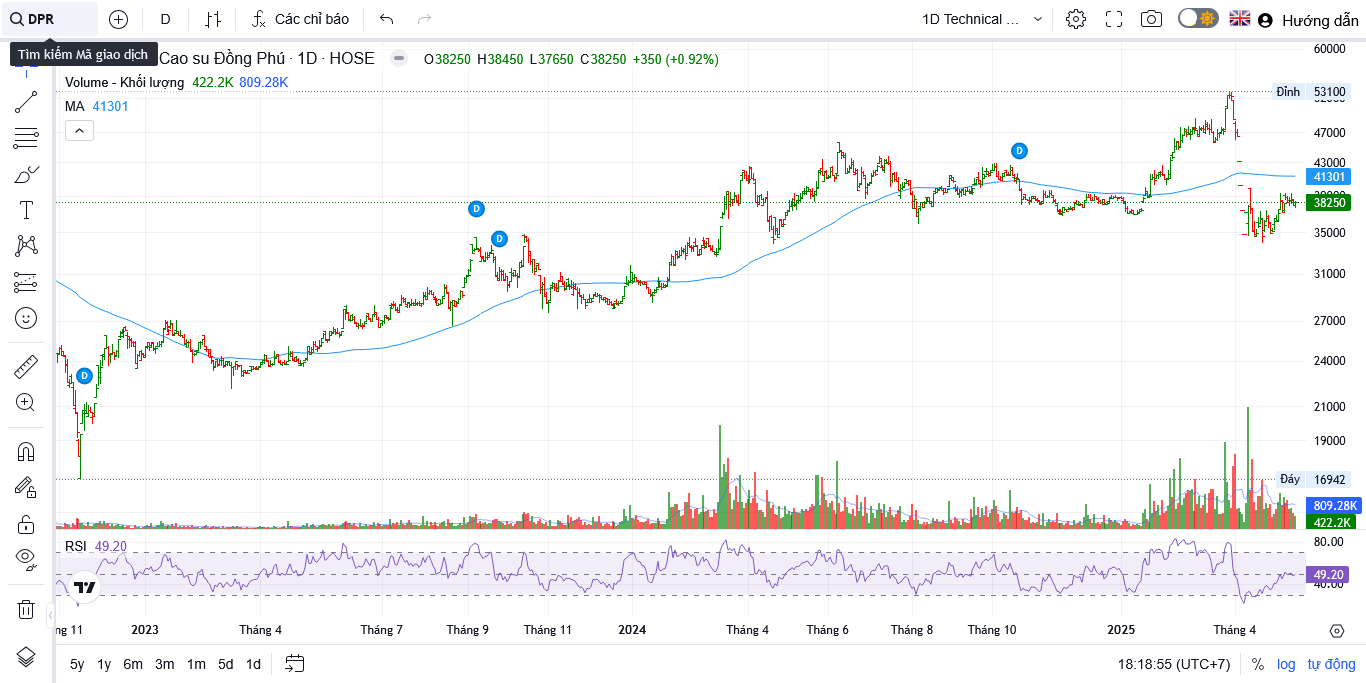 DPR D Các chỉ báo 1D Technical ... Hướng dẫn
Tìm kiếm Mã giao dịch
Cao su Đồng Phú · 1D · HOSE O38250 H38450 L37650 C38250 +350 (+0.92%)
Volume - Khối lượng 422.2K 809.28K
MA 41301
60000
Đỉnh 53100
47000
43000
41301
38250
35000
31000
27000
24000
21000
19000
Đáy 16942
809.28K
422.2K
D
D
D
D
RSI 49.20
80.00
49.20
40.00
ng 11 2023 Tháng 4 Tháng 7 Tháng 9 Tháng 11 2024 Tháng 4 Tháng 6 Tháng 8 Tháng 10 2025 Tháng 4
5y 1y 6m 3m 1m 5d 1d 18:18:55 (UTC+7) % log tự động